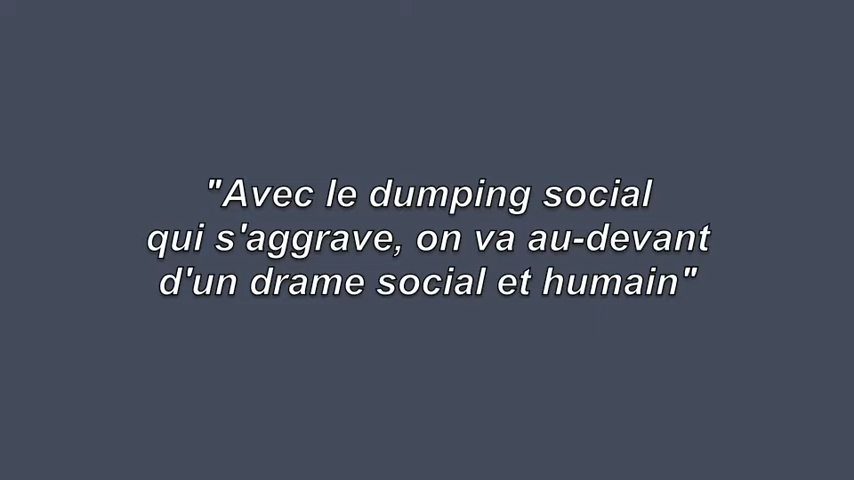 "Avec le dumping social
qui s'aggrave, on va au-devant
d'un drame social et humain"